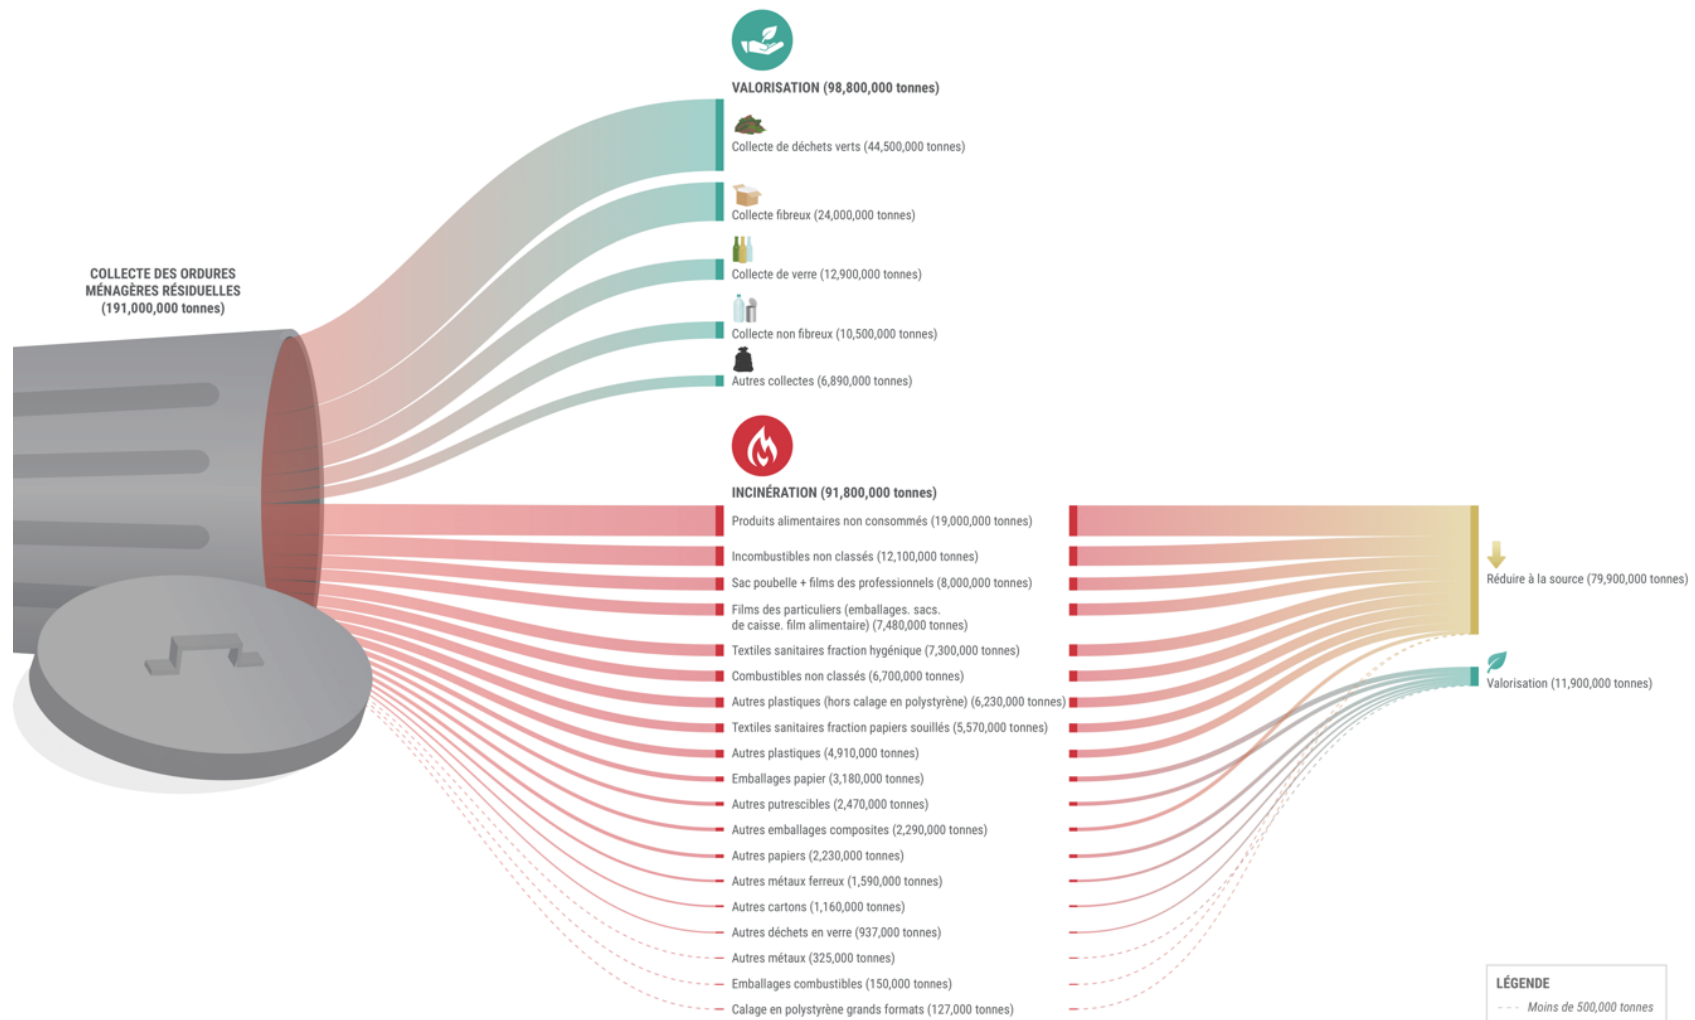 VALORISATION (98,800,000 tonnes)
Collecte de déchets verts (44,500,000 tonnes)
Collecte fibreux (24,000,000 tonnes)
Collecte de verre (12,900,000 tonnes)
Collecte non fibreux (10,500,000 tonnes)
Autres collectes (6,890,000 tonnes)
COLLECTE DES ORDURES
MÉNAGÈRES RÉSIDUELLES
(191,000,000 tonnes)
INCINÉRATION (91,800,000 tonnes)
Produits alimentaires non consommés (19,000,000 tonnes)
Incombustibles non classés (12,100,000 tonnes)
Sac poubelle + films des professionnels (8,000,000 tonnes)
Films des particuliers (emballages. sacs.
de caisse. film alimentaire) (7,480,000 tonnes)
Textiles sanitaires fraction hygénique (7,300,000 tonnes)
Combustibles non classés (6,700,000 tonnes)
Autres plastiques (hors calage en polystyrène) (6,230,000 tonnes)
Textiles sanitaires fraction papiers souillés (5,570,000 tonnes)
Autres plastiques (4,910,000 tonnes)
Emballages papier (3,180,000 tonnes)
Autres putrescibles (2,470,000 tonnes)
Autres emballages composites (2,290,000 tonnes)
Autres papiers (2,230,000 tonnes)
Autres métaux ferreux (1,590,000 tonnes)
Autres cartons (1,160,000 tonnes)
Autres déchets en verre (937,000 tonnes)
Autres métaux (325,000 tonnes)
Emballages combustibles (150,000 tonnes)
Calage en polystyrène grands formats (127,000 tonnes)
Réduire à la source (79,900,000 tonnes)
Valorisation (11,900,000 tonnes)
LÉGENDE
Moins de 500,000 tonnes